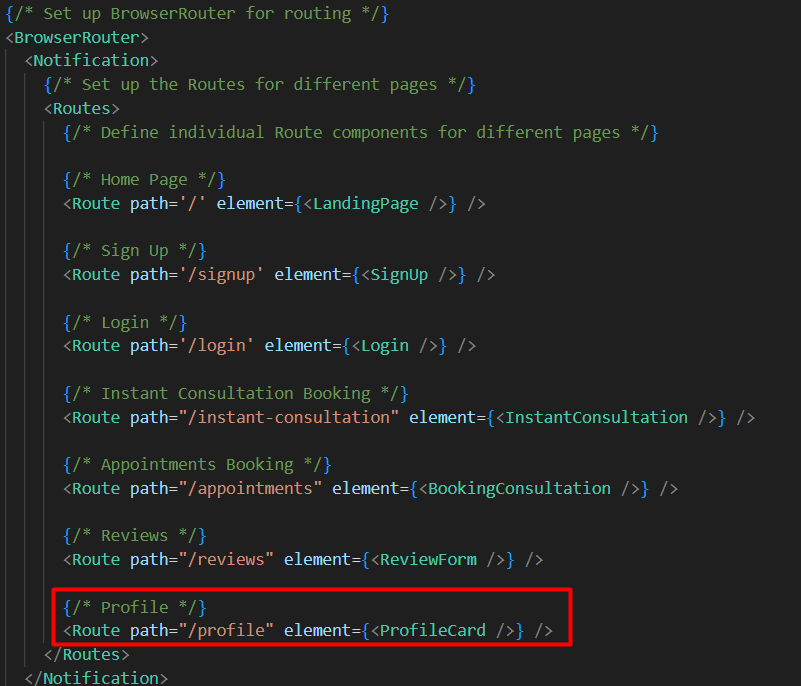 {/* Set up BrowserRouter for routing */}
<BrowserRouter>
<Notification>
{/* Set up the Routes for different pages */}
<Routes>
{/* Define individual Route components for different pages */}
{/* Home Page */}
<Route path='/' element={<LandingPage />} />
{/* Sign Up */}
<Route path='/signup' element={<SignUp />} />
{/* Login */}
<Route path='/login' element={<Login />} />
{/* Instant Consultation Booking */}
<Route path="/instant-consultation" element={<InstantConsultation />} />
{/* Appointments Booking */}
<Route path="/appointments" element={<BookingConsultation />} />
{/* Reviews */}
<Route path="/reviews" element={<ReviewForm />} />
{/* Profile */}
<Route path="/profile" element={<ProfileCard />} />
</Routes>
</Notification>